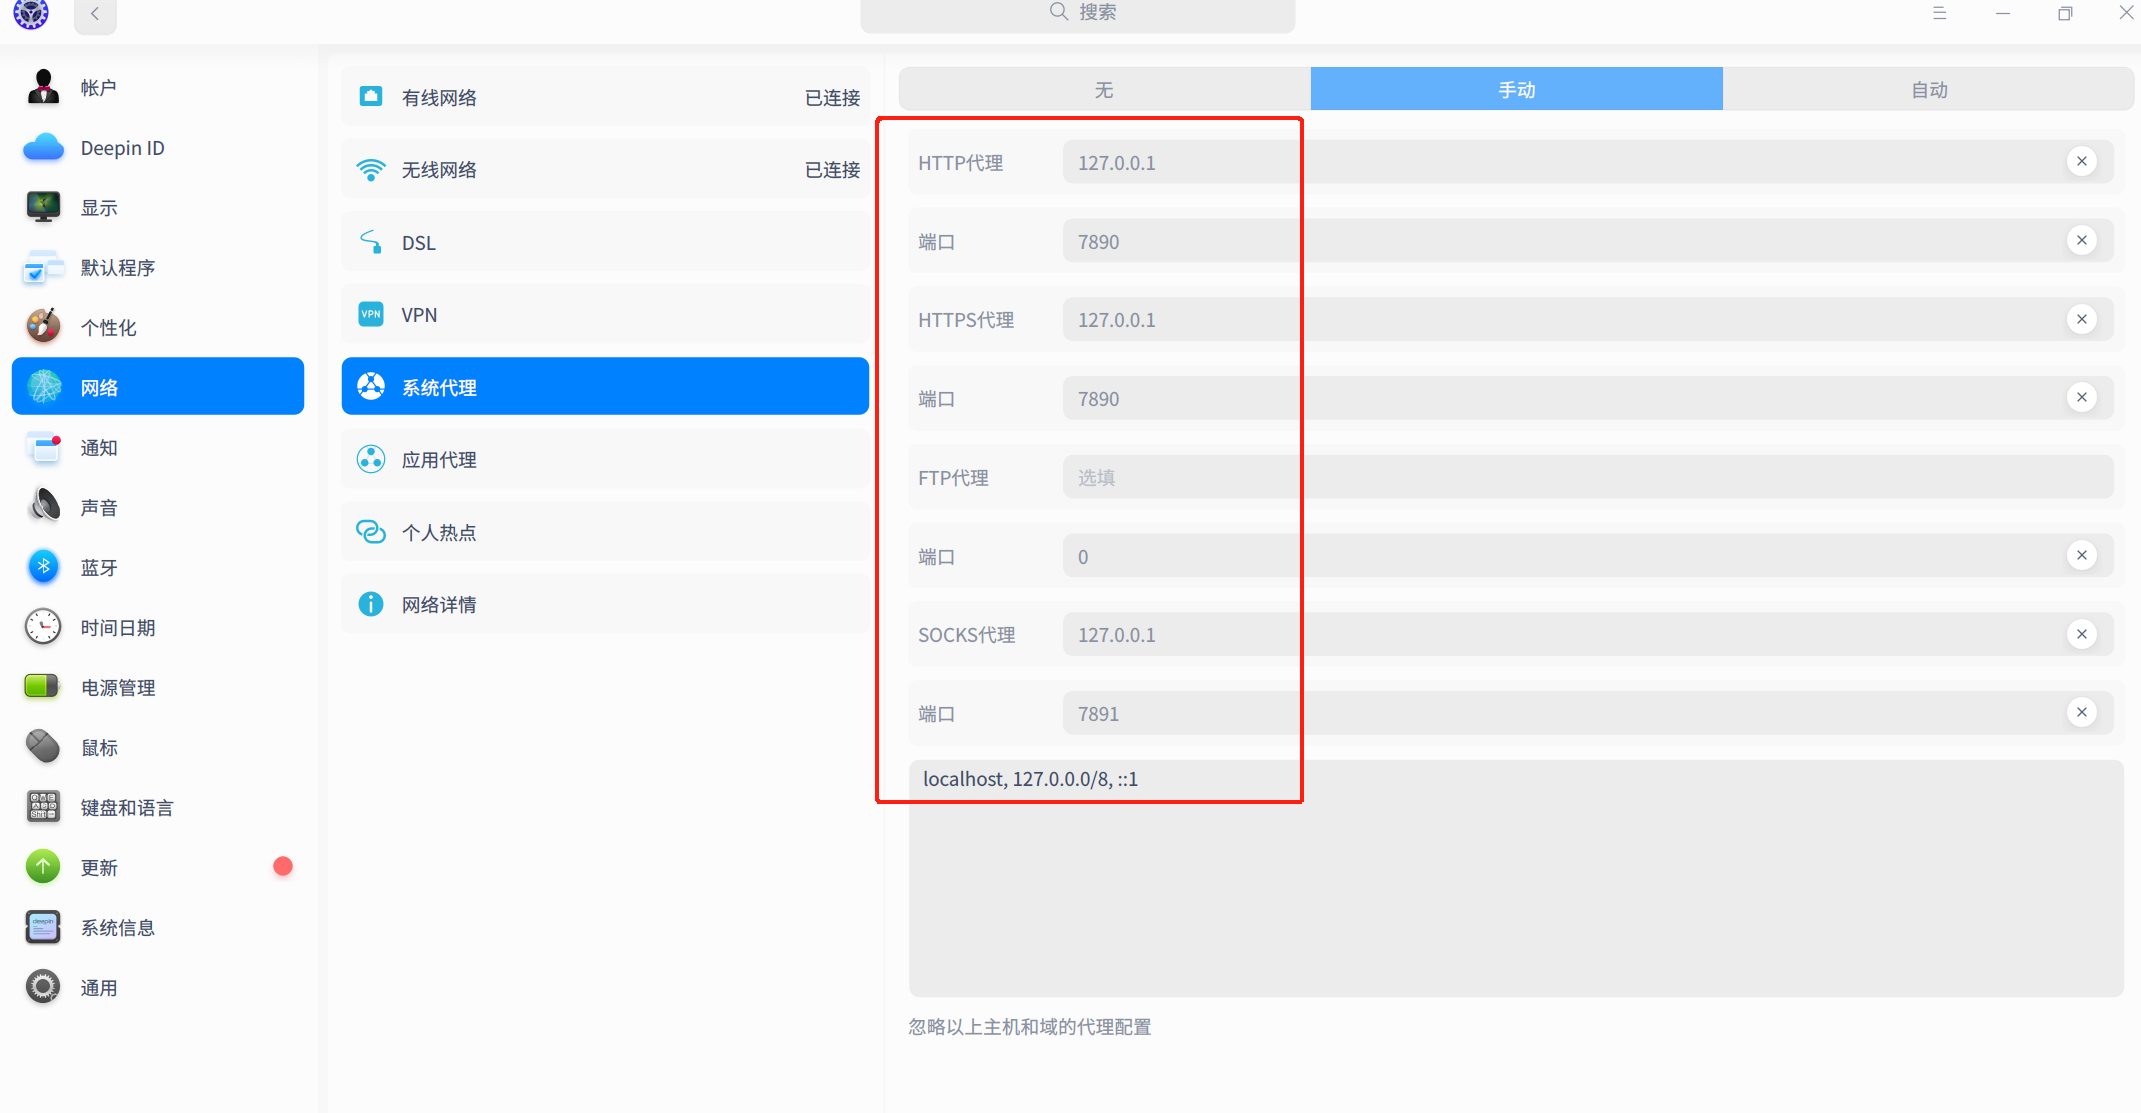 搜索
帐户
Deepin ID
显示
默认程序
个性化
网络
通知
声音
蓝牙
时间日期
电源管理
鼠标
键盘和语言
更新
系统信息
通用
有线网络 已连接
无线网络 已连接
DSL
VPN VPN
系统代理
应用代理
个人热点
网络详情
无 手动 自动
HTTP代理 127.0.0.1
端口 7890
HTTPS代理 127.0.0.1
端口 7890
FTP代理 选填
端口 0
SOCKS代理 127.0.0.1
端口 7891
localhost, 127.0.0.0/8, ::1
忽略以上主机和域的代理配置